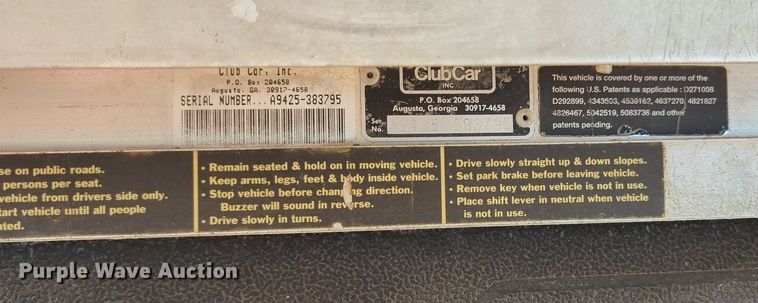 Club Car, Inc.
P.O. Box 204658
Augusta, GA. 30917-4658
SERIAL NUMBER...A9425-383795
ClubCar
INC
P.O. Box 204658
Augusta, Georgia 30917-4658
Ser.
No.
This vehicle is covered by one or more of the
following U.S. Patents as applicable : D271008
D292899, 4343503, 4539162, 4637270, 4821827
4826467, 5042519, 5083736 and other
patents pending.
se on public roads.
persons per seat.
vehicle from drivers side only.
tart vehicle until all people
ted.
• Remain seated & hold on in moving vehicle.
• Keep arms, legs, feet & body inside vehicle.
• Stop vehicle before changing direction.
Buzzer will sound in reverse.
• Drive slowly in turns.
• Drive slowly straight up & down slopes.
• Set park brake before leaving vehicle.
• Remove key when vehicle is not in use.
• Place shift lever in neutral when vehicle
is not in use.
Purple Wave Auction